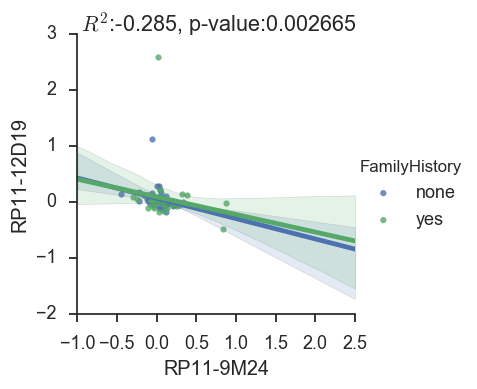 R²:-0.285, p-value:0.002665
3
2
1
0
−1
−2
RP11-12D19
−1.0 −0.5 0.0 0.5 1.0 1.5 2.0 2.5
RP11-9M24
FamilyHistory
none
yes